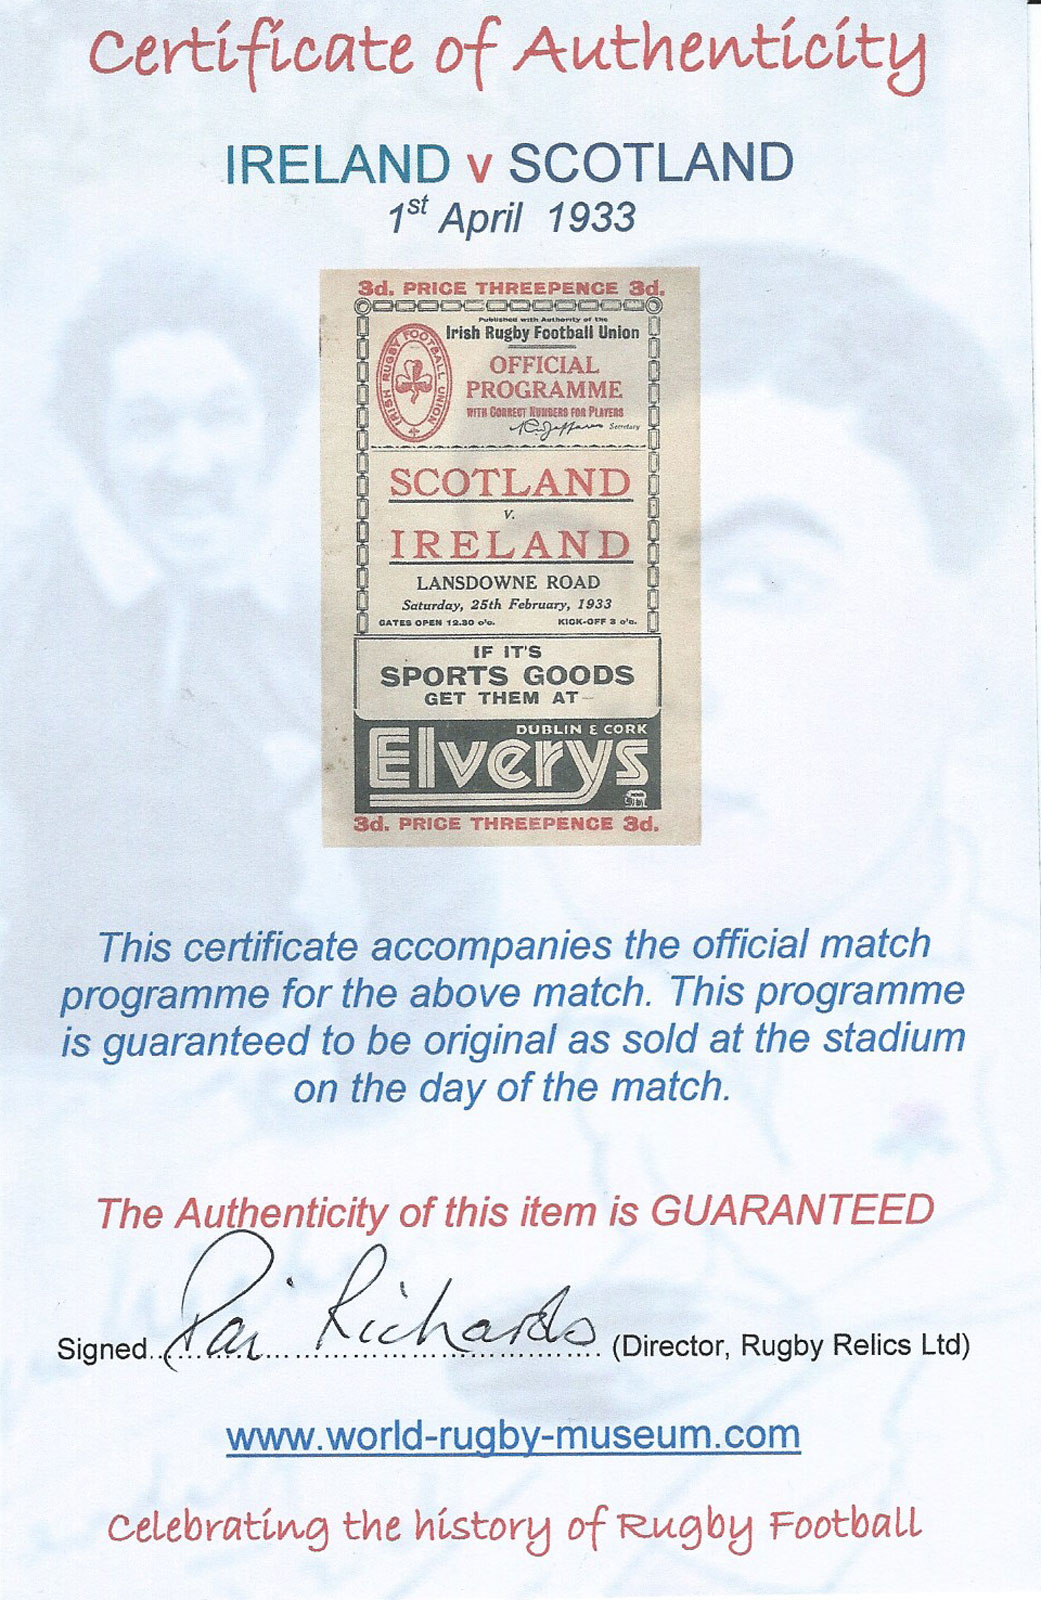 Certificate of Authenticity
IRELAND v SCOTLAND
1st April 1933
3d. PRICE THREEPENCE 3d.
Published with Authority of the
Irish Rugby Football Union
IRISH RUGBY FOOTBALL UNION
OFFICIAL
PROGRAMME
WITH CORRECT NUMBERS FOR PLAYERS
Secretary
SCOTLAND
v.
IRELAND
LANSDOWNE ROAD
Saturday, 25th February, 1933
GATES OPEN 12.30 o'c. KICK-OFF 3 o'c.
IF IT'S
SPORTS GOODS
GET THEM AT
DUBLIN & CORK
Elverys
3d. PRICE THREEPENCE 3d.
This certificate accompanies the official match
programme for the above match. This programme
is guaranteed to be original as sold at the stadium
on the day of the match.
The Authenticity of this item is GUARANTEED
Signed Dai Richards (Director, Rugby Relics Ltd)
www.world-rugby-museum.com
Celebrating the history of Rugby Football